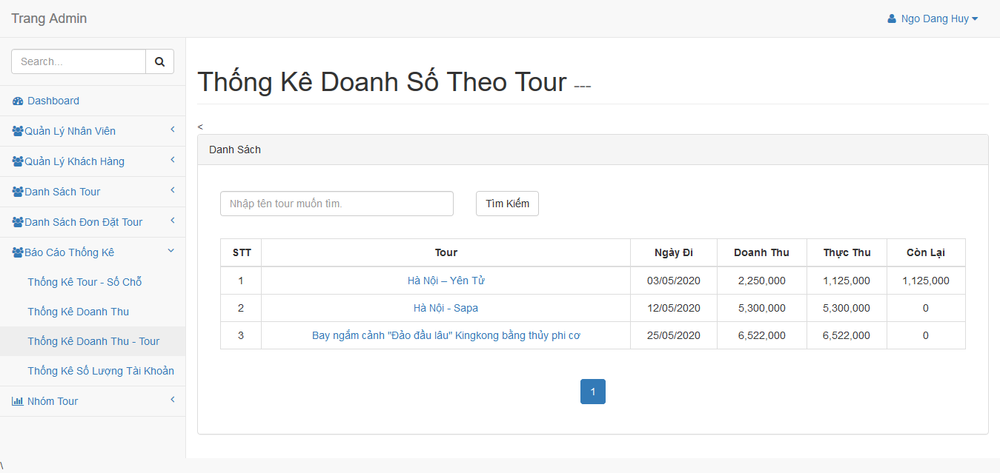 Trang Admin
Ngo Dang Huy
Search...
Dashboard
Quản Lý Nhân Viên
Quản Lý Khách Hàng
Danh Sách Tour
Danh Sách Đơn Đặt Tour
Báo Cáo Thống Kê
Thống Kê Tour - Số Chỗ
Thống Kê Doanh Thu
Thống Kê Doanh Thu - Tour
Thống Kê Số Lượng Tài Khoản
Nhóm Tour
\
Thống Kê Doanh Số Theo Tour ---
<
Danh Sách
Nhập tên tour muốn tìm. Tìm Kiếm
STT Tour Ngày Đi Doanh Thu Thực Thu Còn Lại
1 Hà Nội – Yên Tử 03/05/2020 2,250,000 1,125,000 1,125,000
2 Hà Nội - Sapa 12/05/2020 5,300,000 5,300,000 0
3 Bay ngắm cảnh "Đảo đầu lâu" Kingkong bằng thủy phi cơ 25/05/2020 6,522,000 6,522,000 0
1